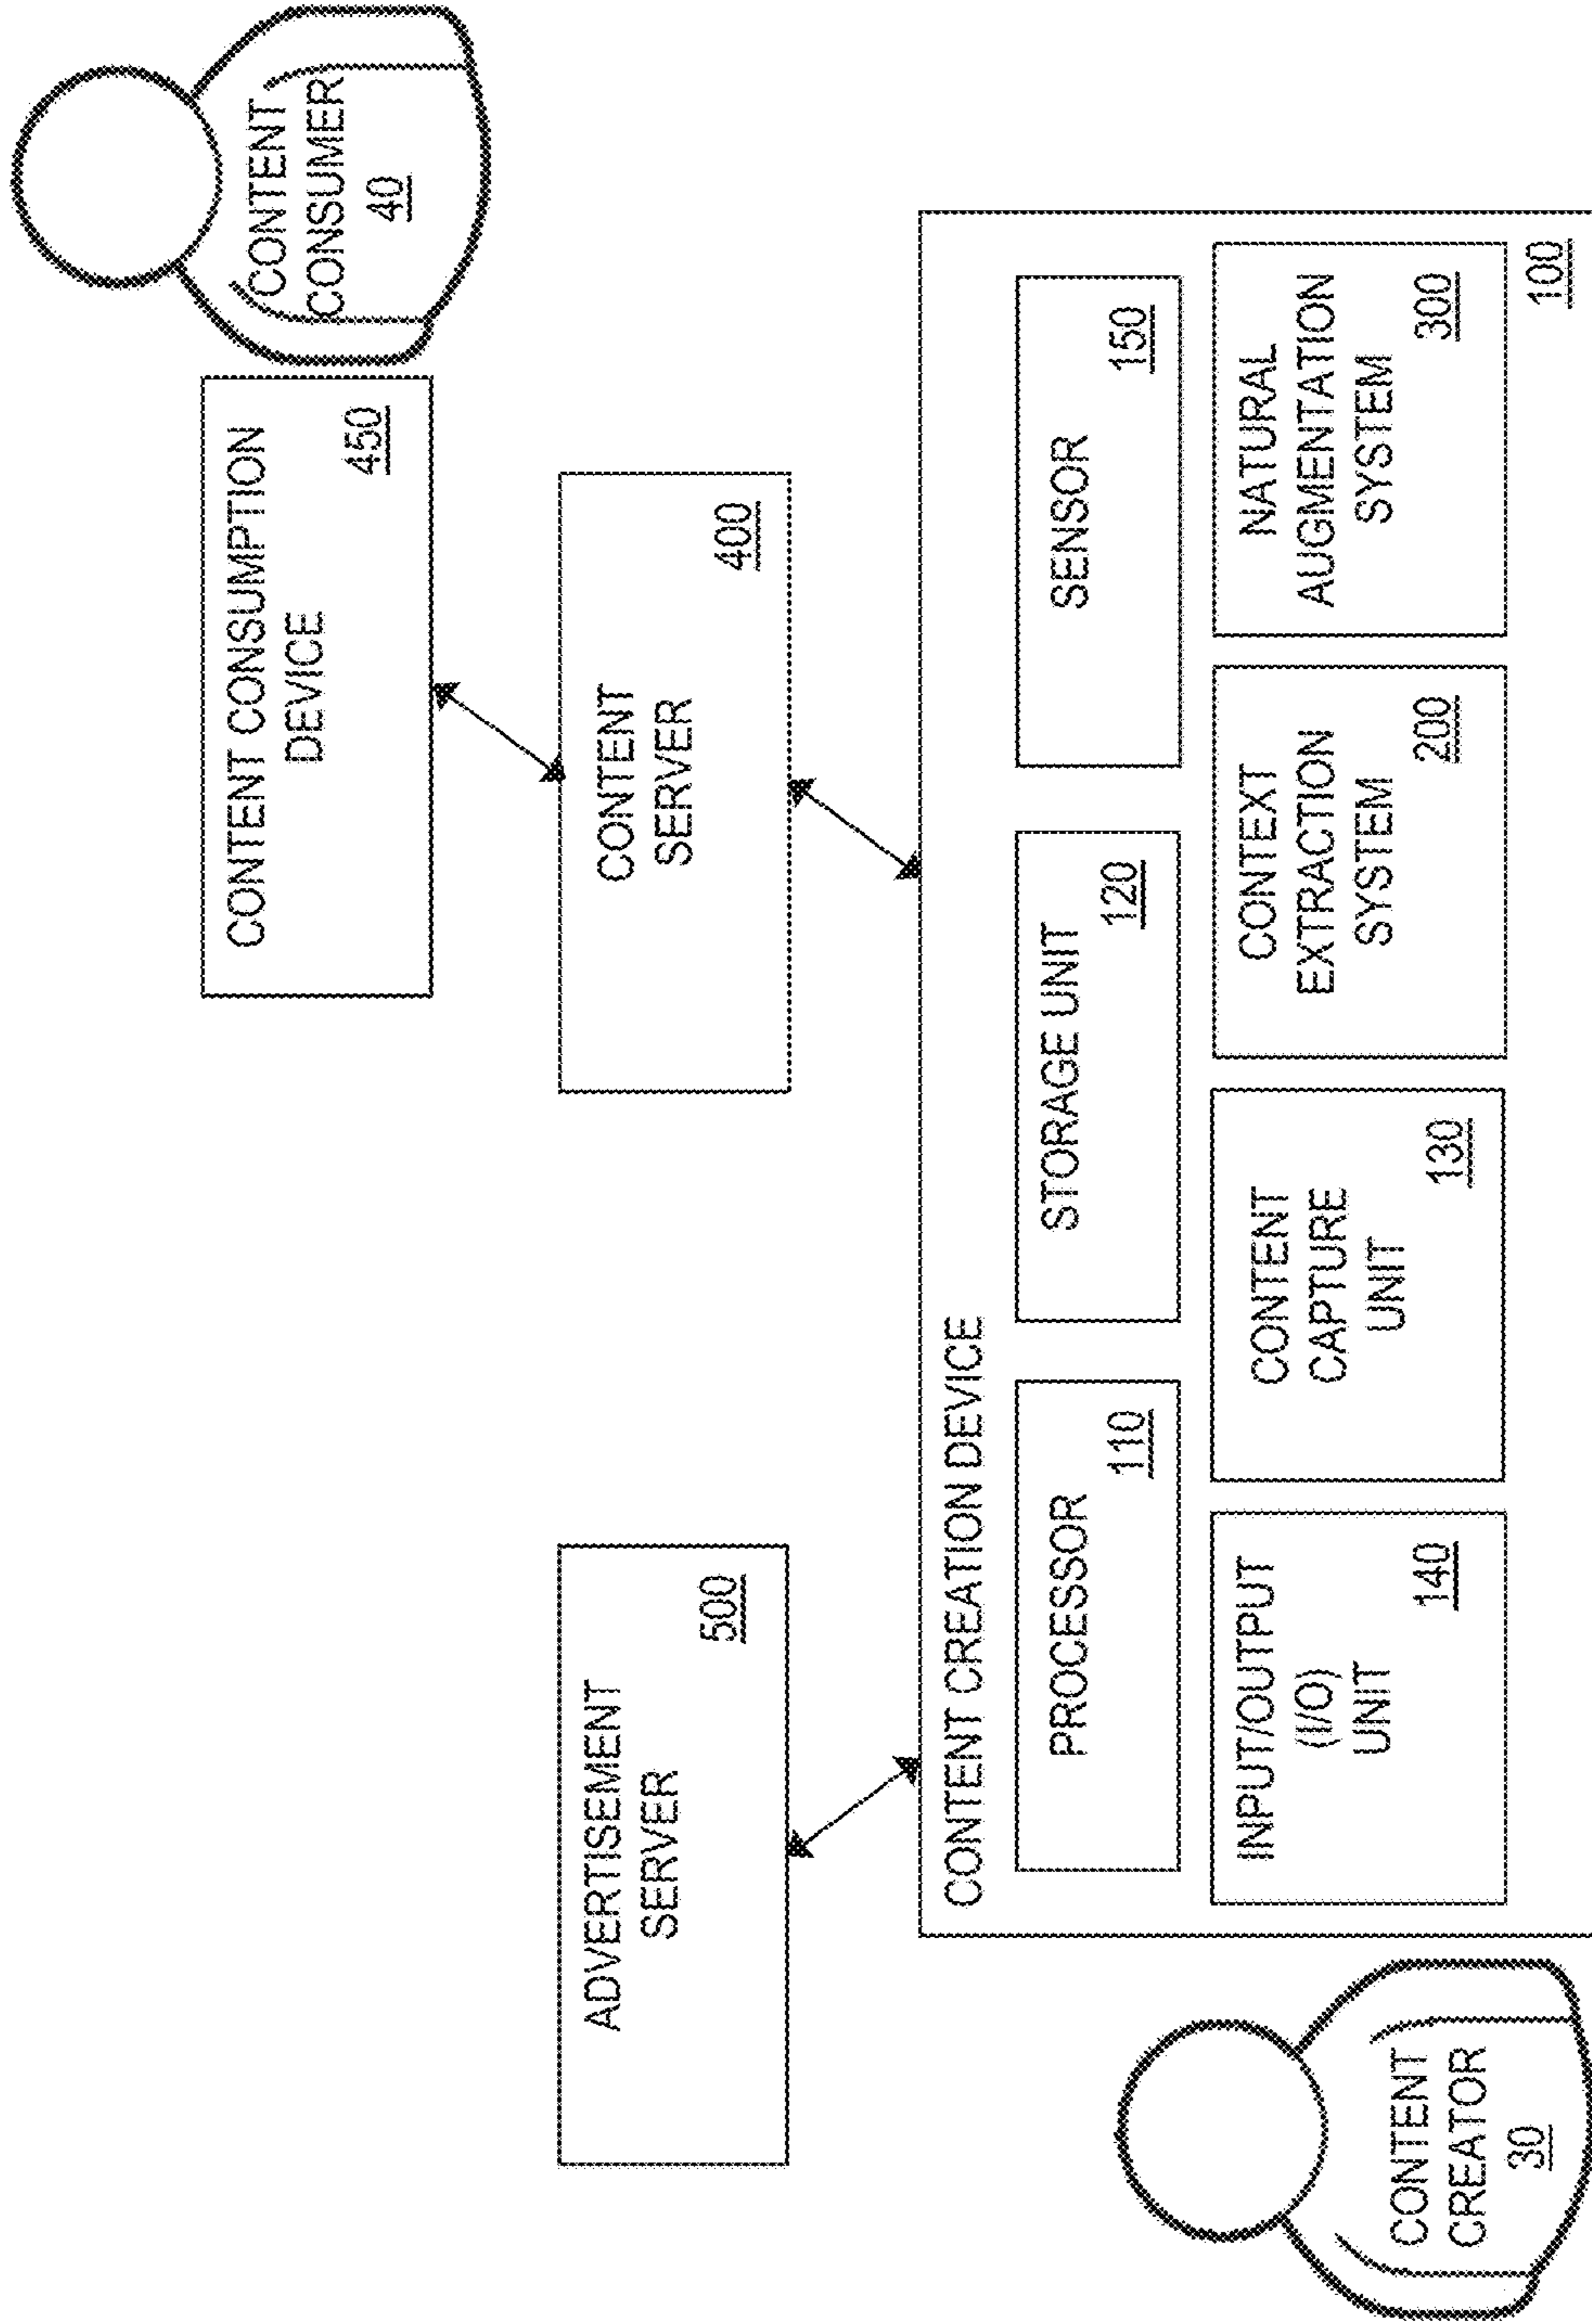 CONTENT
CONSUMER
40
CONTENT CONSUMPTION
DEVICE
450
CONTENT
SERVER
400
ADVERTISEMENT
SERVER
500
CONTENT CREATION DEVICE
PROCESSOR
110
STORAGE UNIT
120
SENSOR
150
INPUT/OUTPUT
(I/O)
UNIT
140
CONTENT
CAPTURE
UNIT
130
CONTEXT
EXTRACTION
SYSTEM
200
NATURAL
AUGMENTATION
SYSTEM
300
100
CONTENT
CREATOR
30